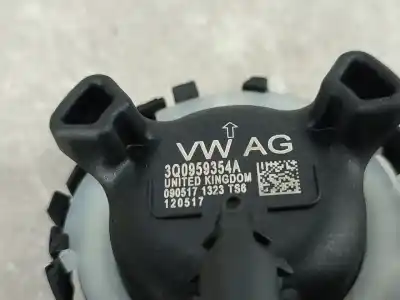 VW AG
3Q0959354A
UNITED KINGDOM
090517 1323 TS6
120517